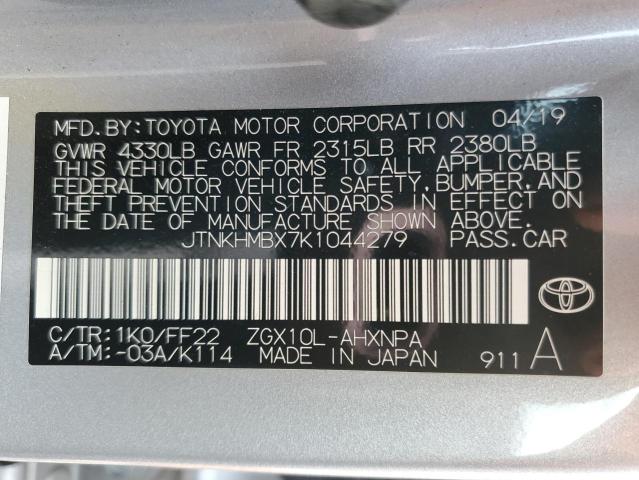 MFD.BY:TOYOTA MOTOR CORPORATION 04/19
GVWR 4330LB GAWR FR 2315LB RR 2380LB
THIS VEHICLE CONFORMS TO ALL APPLICABLE
FEDERAL MOTOR VEHICLE SAFETY,BUMPER,AND
THEFT PREVENTION STANDARDS IN EFFECT ON
THE DATE OF MANUFACTURE SHOWN ABOVE.
JTNKHMBX7K1044279 PASS.CAR
C/TR:1K0/FF22 ZGX10L-AHXNPA
A/TM:-03A/K114 MADE IN JAPAN 911 A